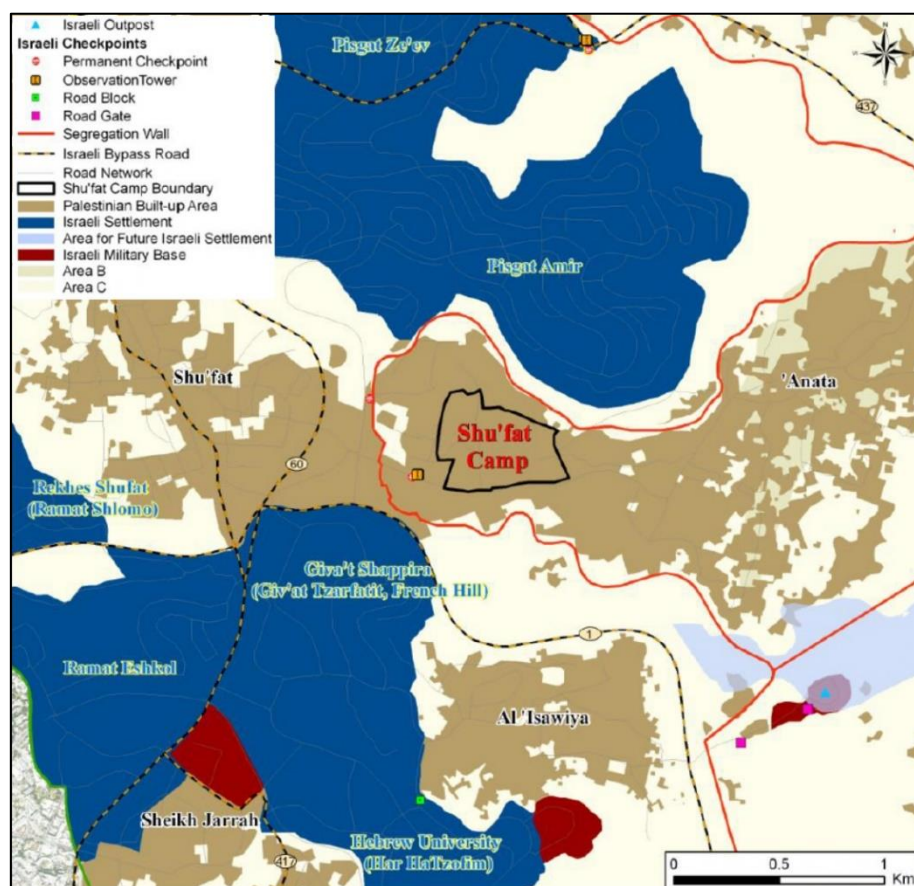 Israeli Outpost
Israeli Checkpoints
Permanent Checkpoint
ObservationTower
Road Block
Road Gate
Segregation Wall
Israeli Bypass Road
Road Network
Shu'fat Camp Boundary
Palestinian Built-up Area
Israeli Settlement
Area for Future Israeli Settlement
Israeli Military Base
Area B
Area C
Pisgat Ze'ev
N
437
Pisgat Amir
Shu'fat
'Anata
Shu'fat
Camp
60
Rekhes Shufat
(Ramat Shlomo)
Giva't Shappira
(Giv'at Tzarfatit, French Hill)
1
Ramat Eshkol
AL'Isawiya
Sheikh Jarrah
Hebrew University
(Har HaTzofim)
417
0 0.5 1
Km